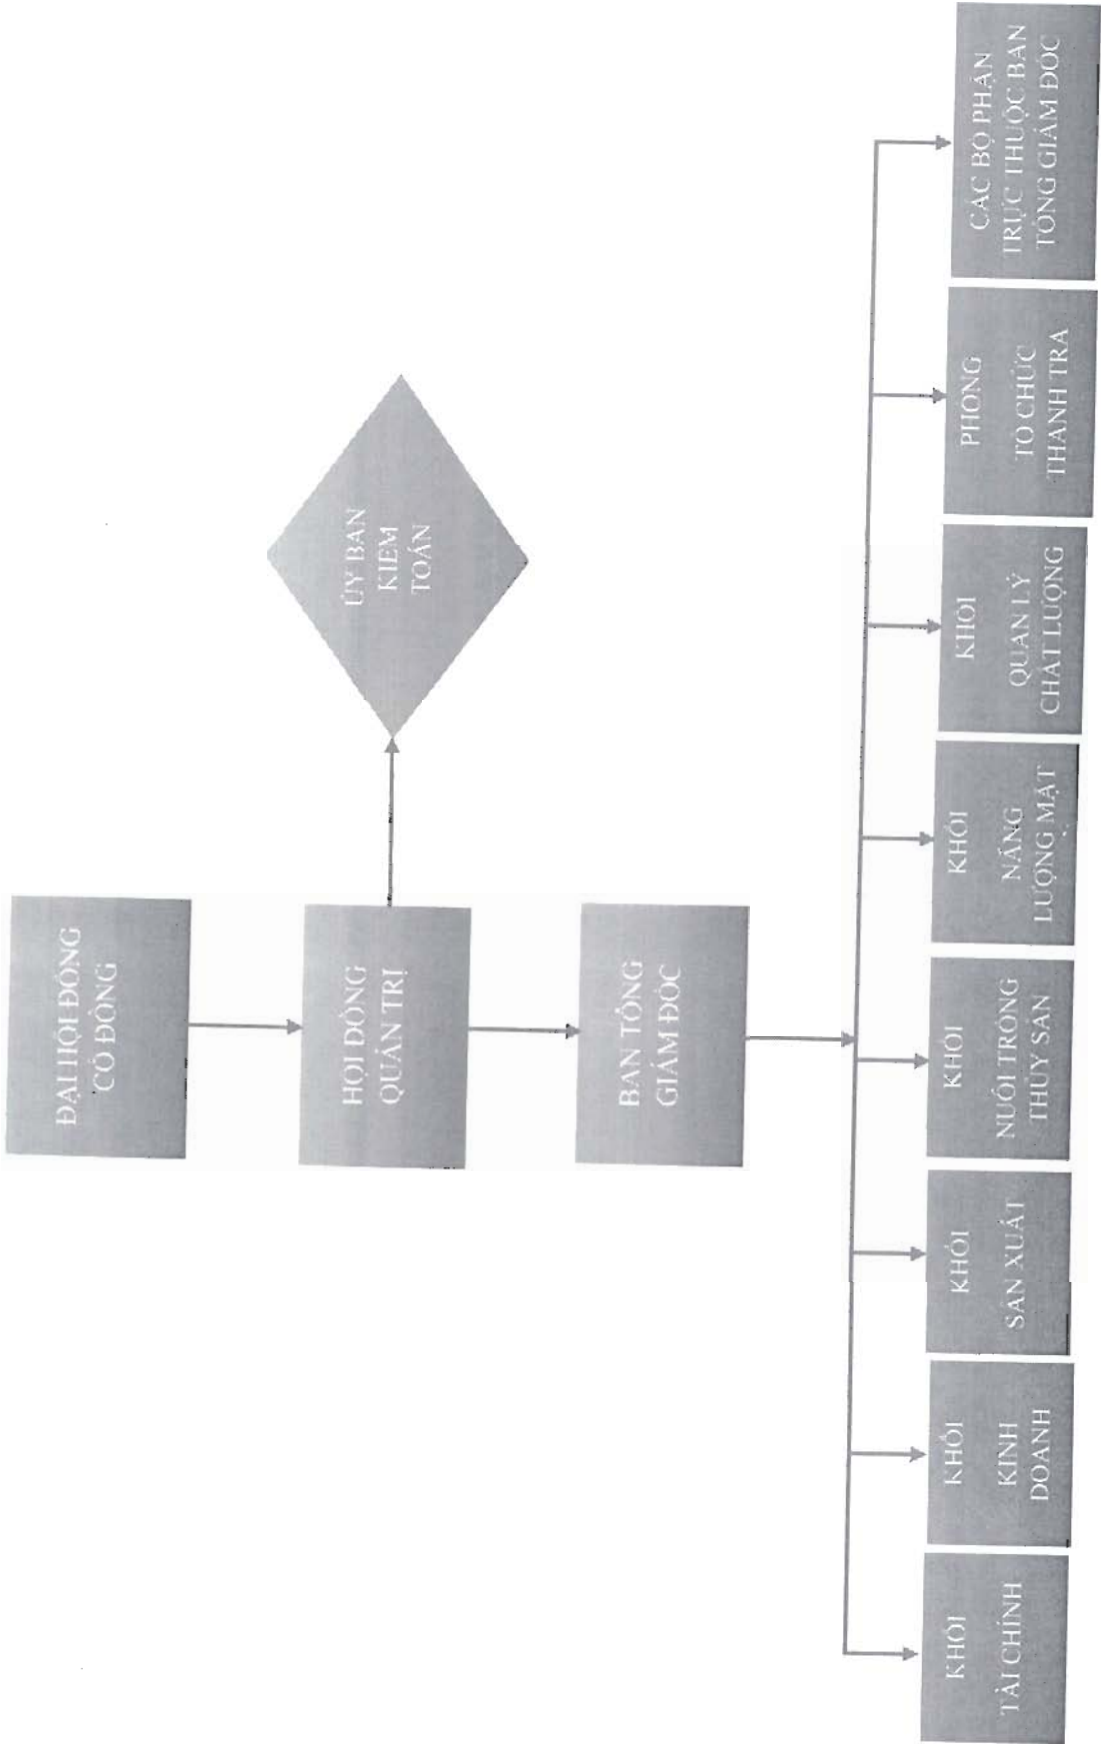 ĐẠI HỘI ĐỒNG
CỔ ĐÔNG
HỘI ĐỒNG
QUẢN TRỊ
ỦY BAN
KIỂM
TOÁN
BAN TỔNG
GIÁM ĐỐC
KHỐI
TÀI CHÍNH
KHỐI
KINH
DOANH
KHỐI
SẢN XUẤT
KHỐI
NUÔI TRỒNG
THỦY SẢN
KHỐI
NĂNG
LƯỢNG MẶT
KHỐI
QUẢN LÝ
CHẤT LƯỢNG
PHÒNG
TỔ CHỨC
THANH TRA
CÁC BỘ PHẬN
TRỰC THUỘC BAN
TỔNG GIÁM ĐỐC